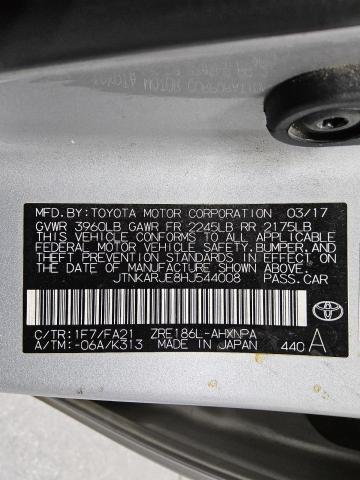 MFD.BY:TOYOTA MOTOR CORPORATION 03/17
GVWR 3960LB GAWR FR 2245LB RR 2175LB
THIS VEHICLE CONFORMS TO ALL APPLICABLE
FEDERAL MOTOR VEHICLE SAFETY,BUMPER,AND
THEFT PREVENTION STANDARDS IN EFFECT ON
THE DATE OF MANUFACTURE SHOWN ABOVE.
JTNKARJE8HJ544008 PASS.CAR
C/TR:1F7/FA21 ZRE186L-AHXNPA
A/TM:-06A/K313 MADE IN JAPAN 440 A